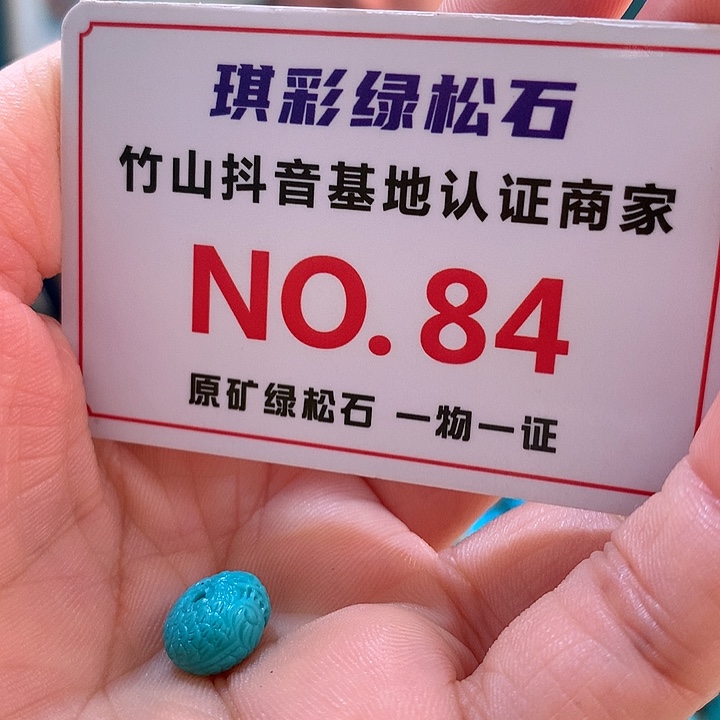 琪彩绿松石
竹山抖音基地认证商家
NO.84
原矿绿松石 一物一证